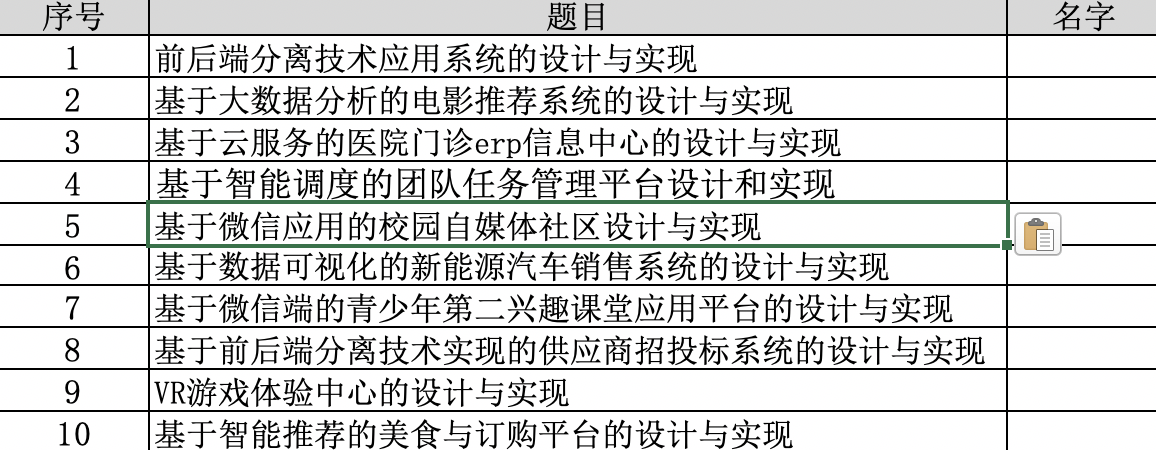 序号 题目 名字
1 前后端分离技术应用系统的设计与实现
2 基于大数据分析的电影推荐系统的设计与实现
3 基于云服务的医院门诊erp信息中心的设计与实现
4 基于智能调度的团队任务管理平台设计和实现
5 基于微信应用的校园自媒体社区设计与实现
6 基于数据可视化的新能源汽车销售系统的设计与实现
7 基于微信端的青少年第二兴趣课堂应用平台的设计与实现
8 基于前后端分离技术实现的供应商招投标系统的设计与实现
9 VR游戏体验中心的设计与实现
10 基于智能推荐的美食与订购平台的设计与实现